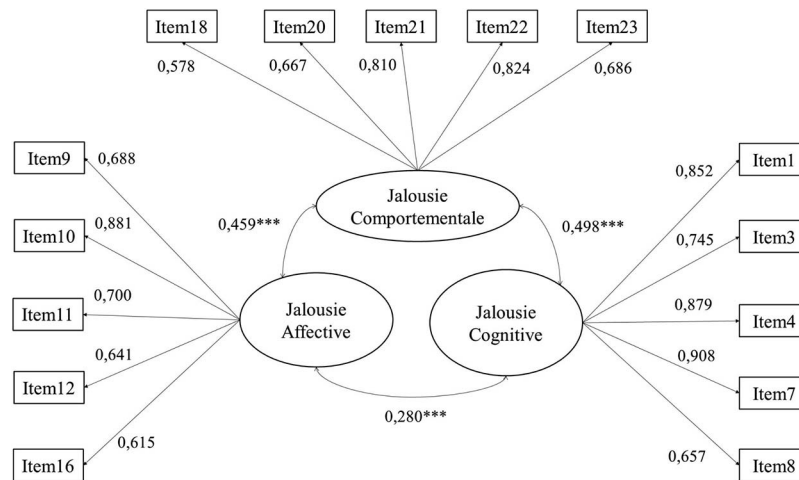 Item18
Item20
Item21
Item22
Item23
0,578
0,667
0,810
0,824
0,686
Item9
0,688
Item10
0,881
Item11
0,700
Item12
0,641
Item16
0,615
Jalousie
Comportementale
0,459***
0,498***
Jalousie
Affective
Jalousie
Cognitive
0,280***
0,852
Item1
0,745
Item3
0,879
Item4
0,908
Item7
0,657
Item8